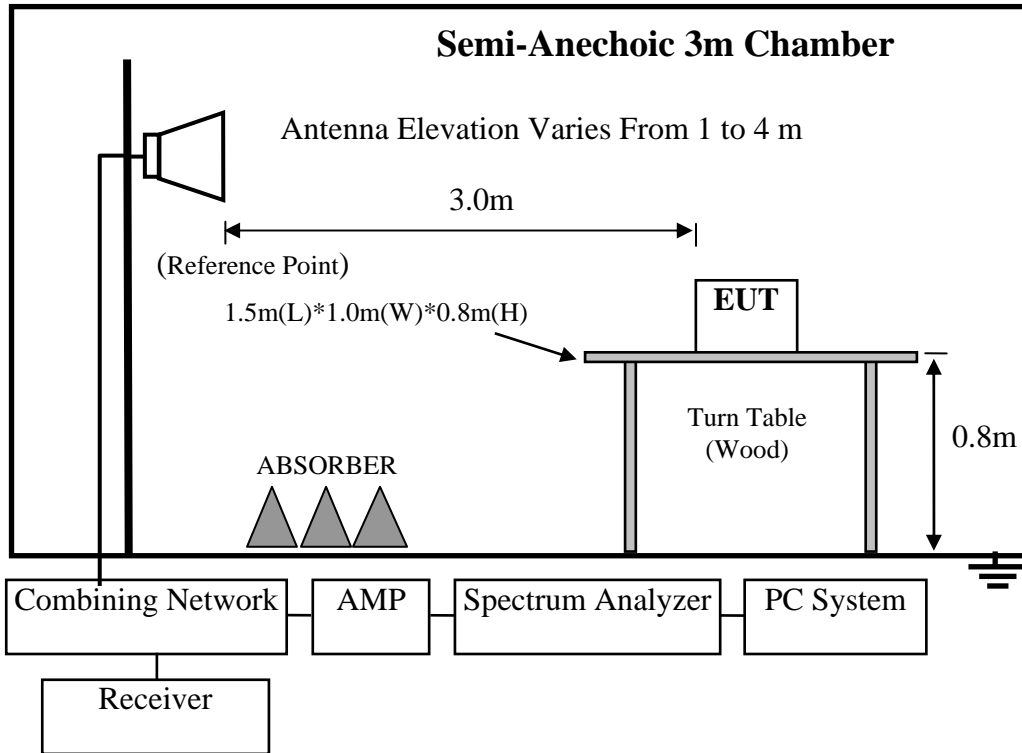 Semi-Anechoic 3m Chamber
Antenna Elevation Varies From 1 to 4 m
3.0m
(Reference Point)
1.5m(L)*1.0m(W)*0.8m(H)
EUT
Turn Table
(Wood)
0.8m
ABSORBER
Combining Network
AMP
Spectrum Analyzer
PC System
Receiver